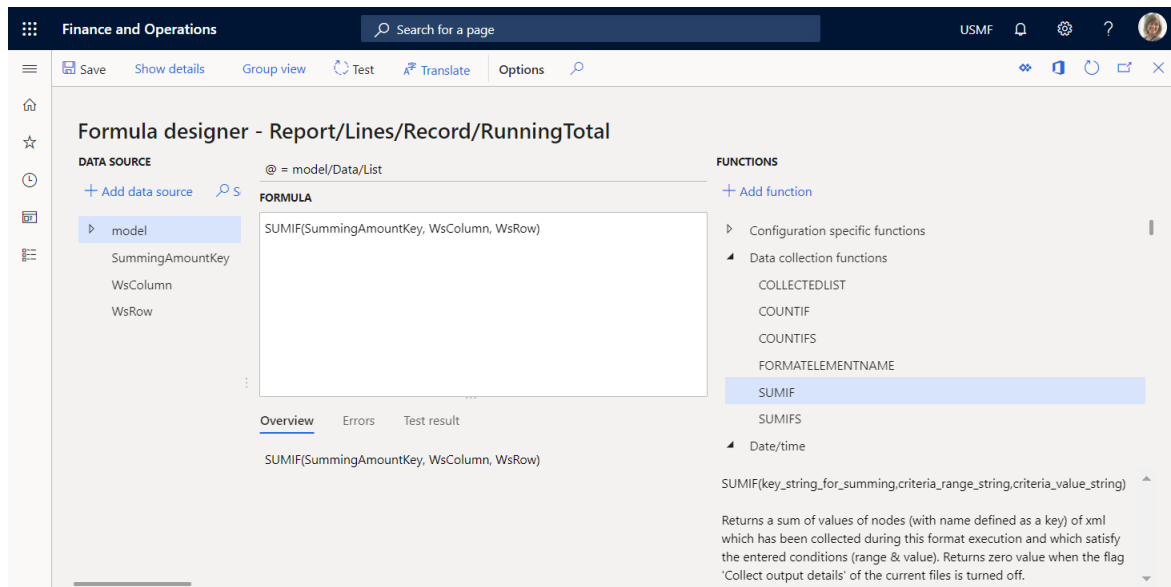 Finance and Operations
Search for a page
USMF
?
Save
Show details
Group view
Test
Translate
Options
Formula designer - Report/Lines/Record/RunningTotal
DATA SOURCE
Add data source
S
model
SummingAmountKey
WsColumn
WsRow
@ = model/Data/List
FORMULA
SUMIF(SummingAmountKey, WsColumn, WsRow)
Overview
Errors
Test result
SUMIF(SummingAmountKey, WsColumn, WsRow)
FUNCTIONS
Add function
Configuration specific functions
Data collection functions
COLLECTEDLIST
COUNTIF
COUNTIFS
FORMATELEMENTNAME
SUMIF
SUMIFS
Date/time
SUMIF(key_string_for_summing,criteria_range_string,criteria_value_string)
Returns a sum of values of nodes (with name defined as a key) of xml
which has been collected during this format execution and which satisfy
the entered conditions (range & value). Returns zero value when the flag
'Collect output details' of the current files is turned off.